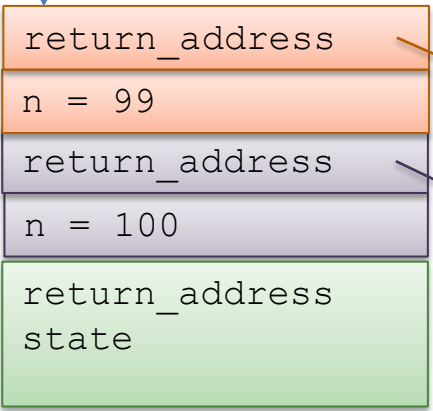 return_address
n = 99
return_address
n = 100
return_address
state